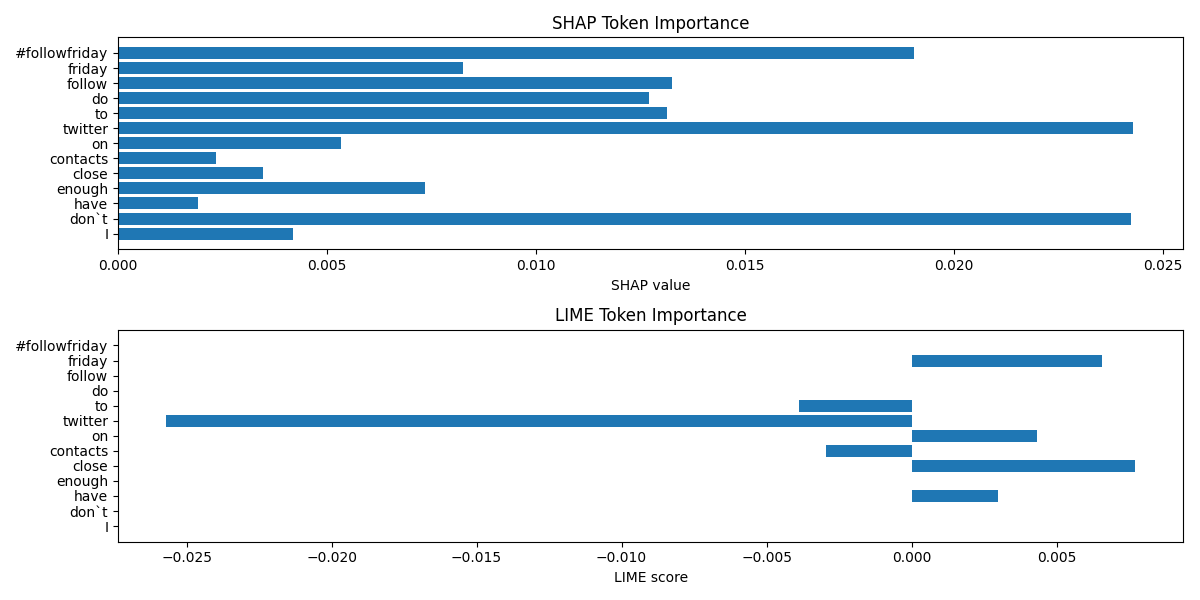 SHAP Token Importance
#followfriday
friday
follow
do
to
twitter
on
contacts
close
enough
have
don`t
I
0.000 0.005 0.010 0.015 0.020 0.025
SHAP value
LIME Token Importance
#followfriday
friday
follow
do
to
twitter
on
contacts
close
enough
have
don`t
I
−0.025 −0.020 −0.015 −0.010 −0.005 0.000 0.005
LIME score